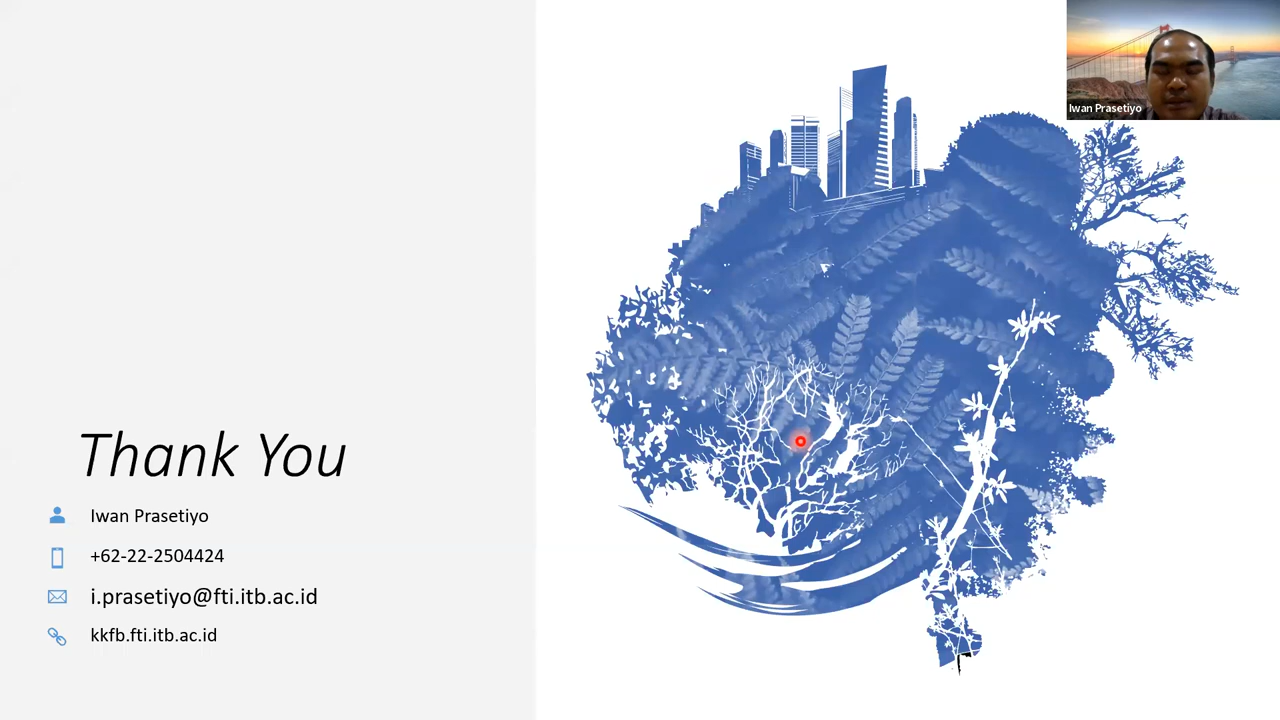 Iwan Prasetiyo
Thank You
Iwan Prasetiyo
+62-22-2504424
i.prasetiyo@fti.itb.ac.id
kkfb.fti.itb.ac.id